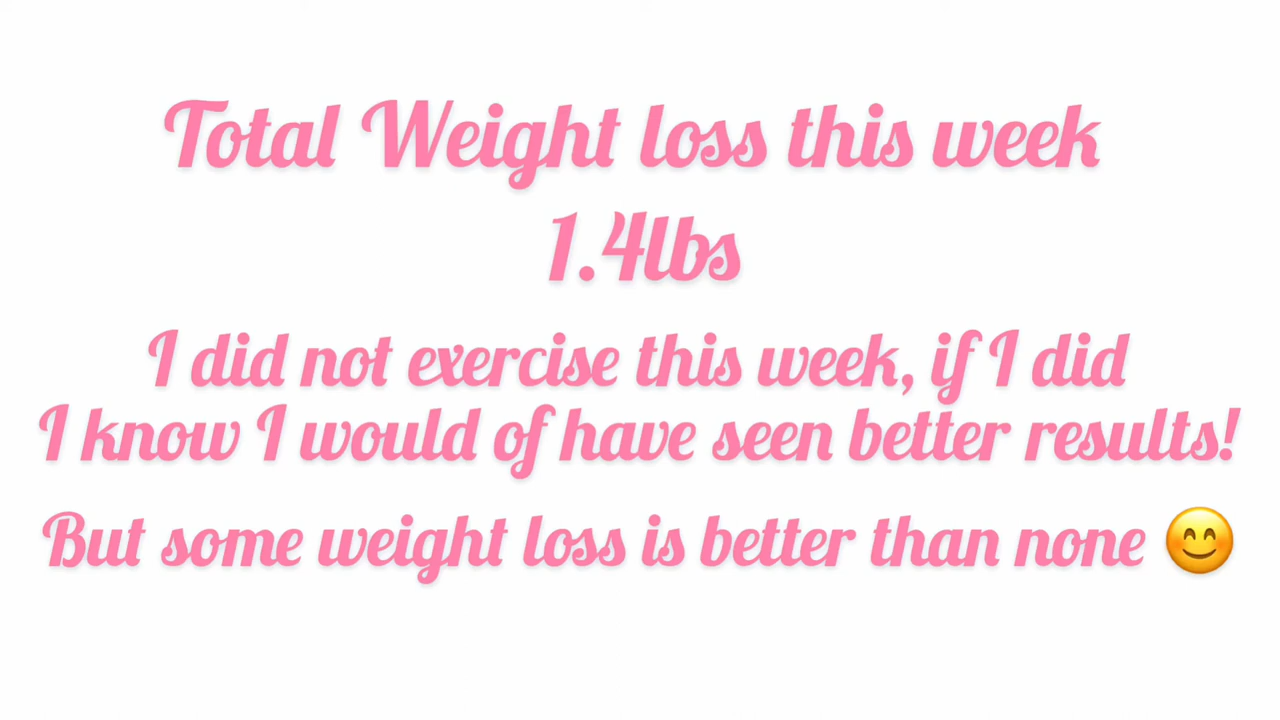 Total Weight loss this week
1.4lbs
I did not exercise this week, if I did
I know I would of have seen better results!
But some weight loss is better than none 😊